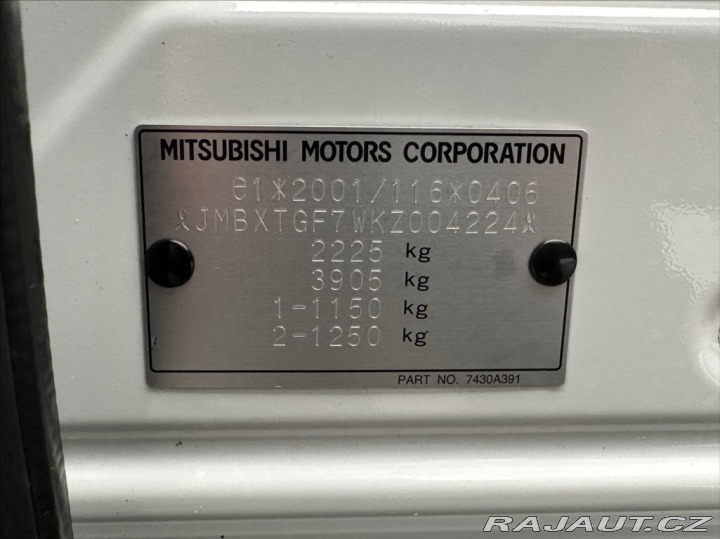 MITSUBISHI MOTORS CORPORATION
e1*2001/116*0406
JMBXTGF7WKZ004224
2225 kg
3905 kg
1-1150 kg
2-1250 kg
PART NO. 7430A391
RAJAUT.CZ